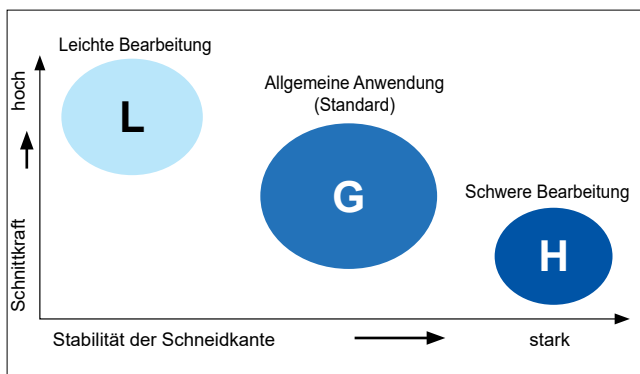 Leichte Bearbeitung
L
Allgemeine Anwendung
(Standard)
G
Schwere Bearbeitung
H
Schnittkraft
hoch
Stabilität der Schneidkante
stark